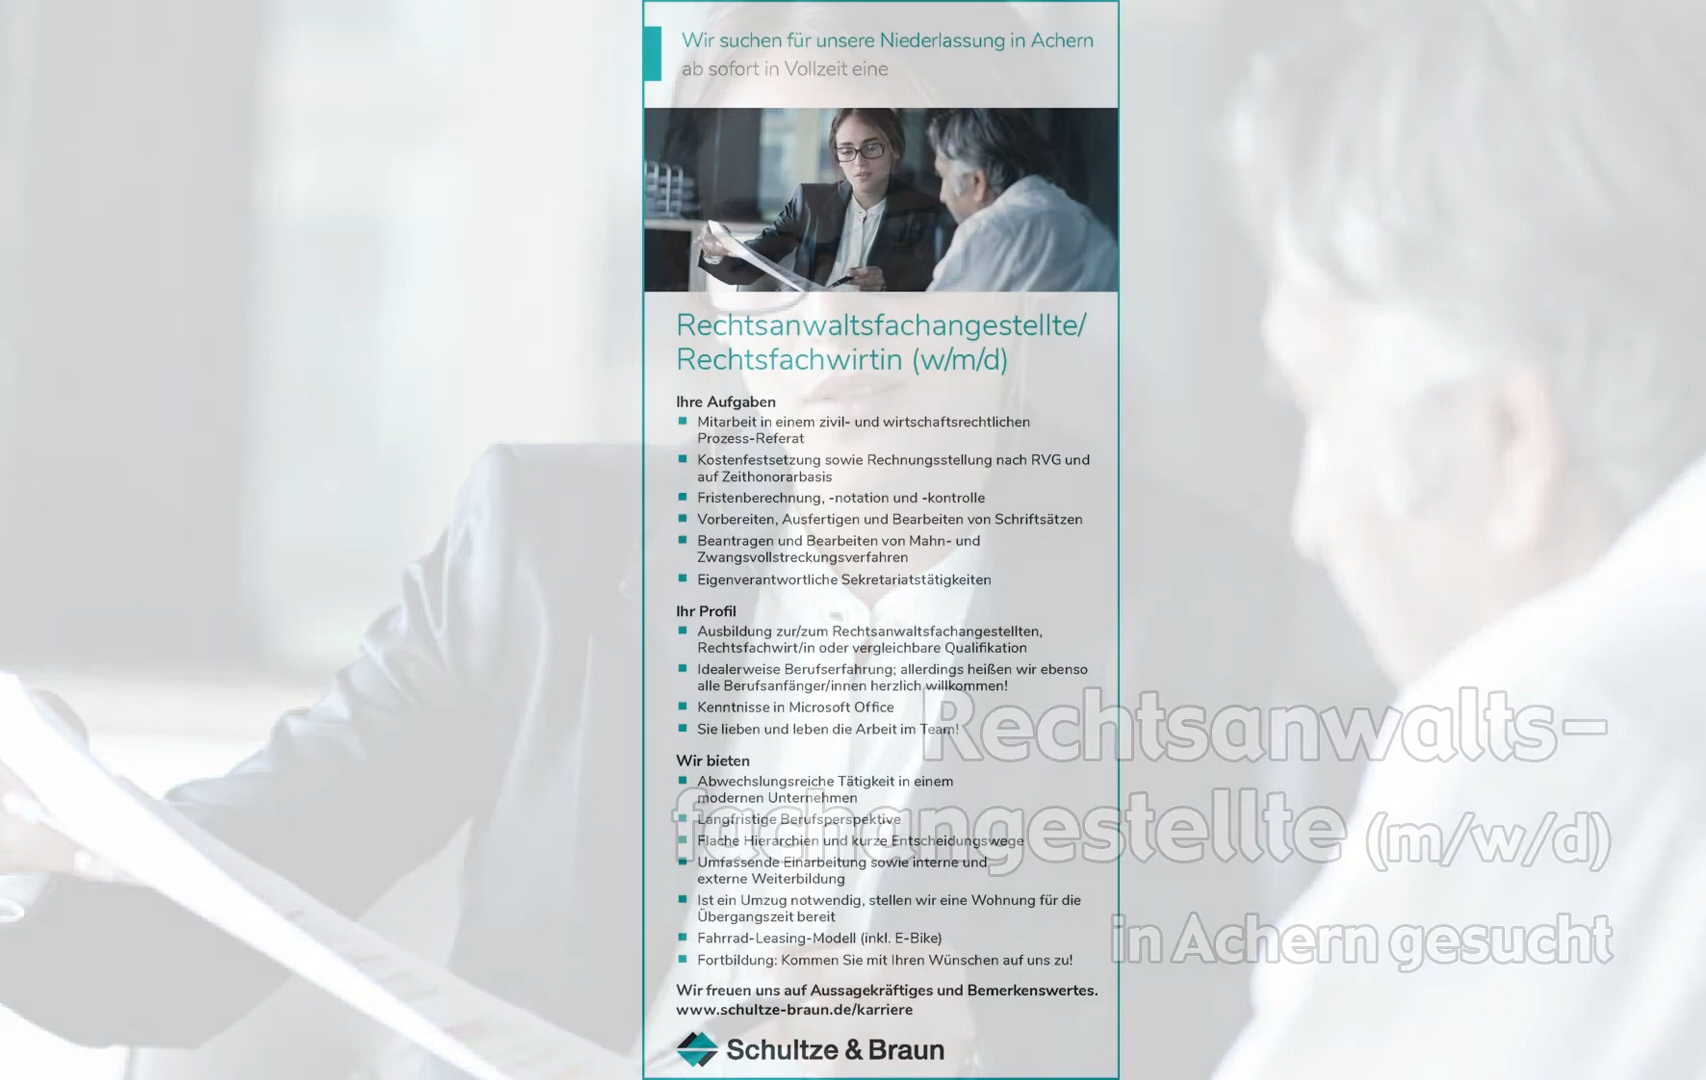 Wir suchen für unsere Niederlassung in Achern
ab sofort in Vollzeit eine
Rechtsanwaltsfachangestellte/
Rechtsfachwirtin (w/m/d)
Ihre Aufgaben
Mitarbeit in einem zivil- und wirtschaftsrechtlichen
Prozess-Referat
Kostenfestsetzung sowie Rechnungsstellung nach RVG und
auf Zeithonorarbasis
Fristenberechnung, -notation und -kontrolle
Vorbereiten, Ausfertigen und Bearbeiten von Schriftsätzen
Beantragen und Bearbeiten von Mahn- und
Zwangsvollstreckungsverfahren
Eigenverantwortliche Sekretariatstätigkeiten
Ihr Profil
Ausbildung zur/zum Rechtsanwaltsfachangestellten,
Rechtsfachwirt/in oder vergleichbare Qualifikation
Idealerweise Berufserfahrung; allerdings heißen wir ebenso
alle Berufsanfänger/innen herzlich willkommen!
Kenntnisse in Microsoft Office
Sie lieben und leben die Arbeit im Team!
Wir bieten
Abwechslungsreiche Tätigkeit in einem
modernen Unternehmen
Langfristige Berufsperspektive
Flache Hierarchien und kurze Entscheidungswege
Umfassende Einarbeitung sowie interne und
externe Weiterbildung
Ist ein Umzug notwendig, stellen wir eine Wohnung für die
Übergangszeit bereit
Fahrrad-Leasing-Modell (inkl. E-Bike)
Fortbildung: Kommen Sie mit Ihren Wünschen auf uns zu!
Wir freuen uns auf Aussagekräftiges und Bemerkenswertes.
www.schultze-braun.de/karriere
Schultze & Braun
Rechtsanwalts-
fachangestellte (m/w/d)
in Achern gesucht